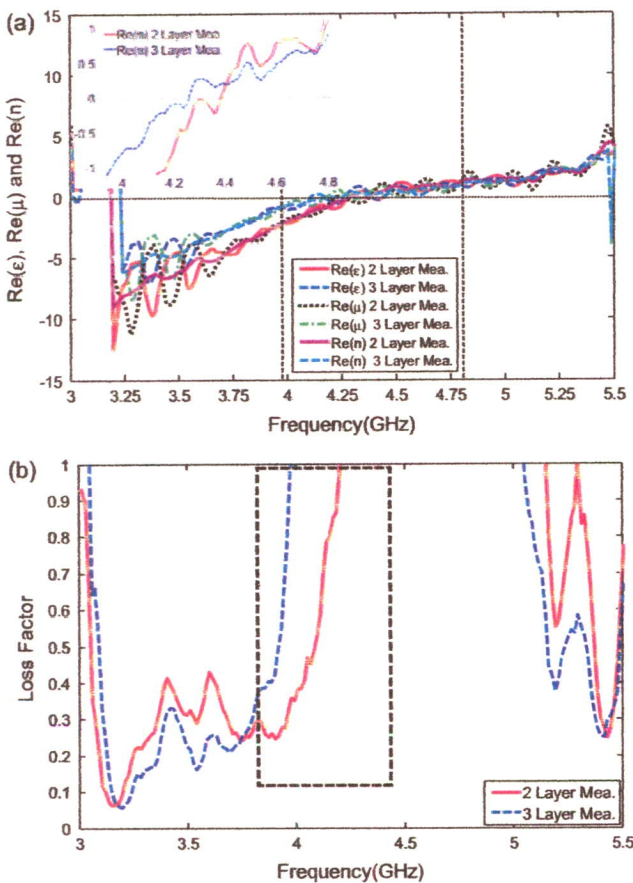 (a)
15
10
5
0
-5
-10
-15
Re(ε), Re(μ) and Re(n)
1
0.5
0
-0.5
-1
Re(n) 2 Layer Mea
Re(n) 3 Layer Mea.
4 4.2 4.4 4.6 4.8
Re(ε) 2 Layer Mea.
Re(ε) 3 Layer Mea.
Re(μ) 2 Layer Mea.
Re(μ) 3 Layer Mea.
Re(n) 2 Layer Mea.
Re(n) 3 Layer Mea.
3 3.25 3.5 3.75 4 4.25 4.5 4.75 5 5.25 5.5
Frequency(GHz)
(b)
1
0.9
0.8
0.7
0.6
0.5
0.4
0.3
0.2
0.1
0
Loss Factor
2 Layer Mea.
3 Layer Mea.
3 3.5 4 4.5 5 5.5
Frequency(GHz)